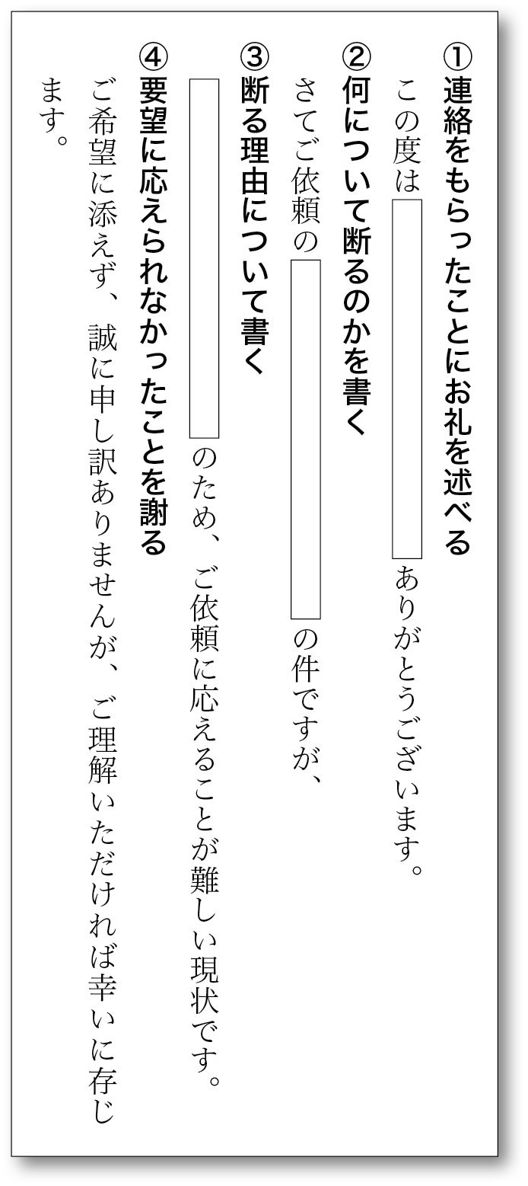 ①連絡をもらったことにお礼を述べる
この度は ありがとうございます。
②何について断るのかを書く
さてご依頼の の件ですが、
③断る理由について書く
のため、ご依頼に応えることが難しい現状です。
④要望に応えられなかったことを謝る
ご希望に添えず、誠に申し訳ありませんが、ご理解いただければ幸いに存じ
ます。